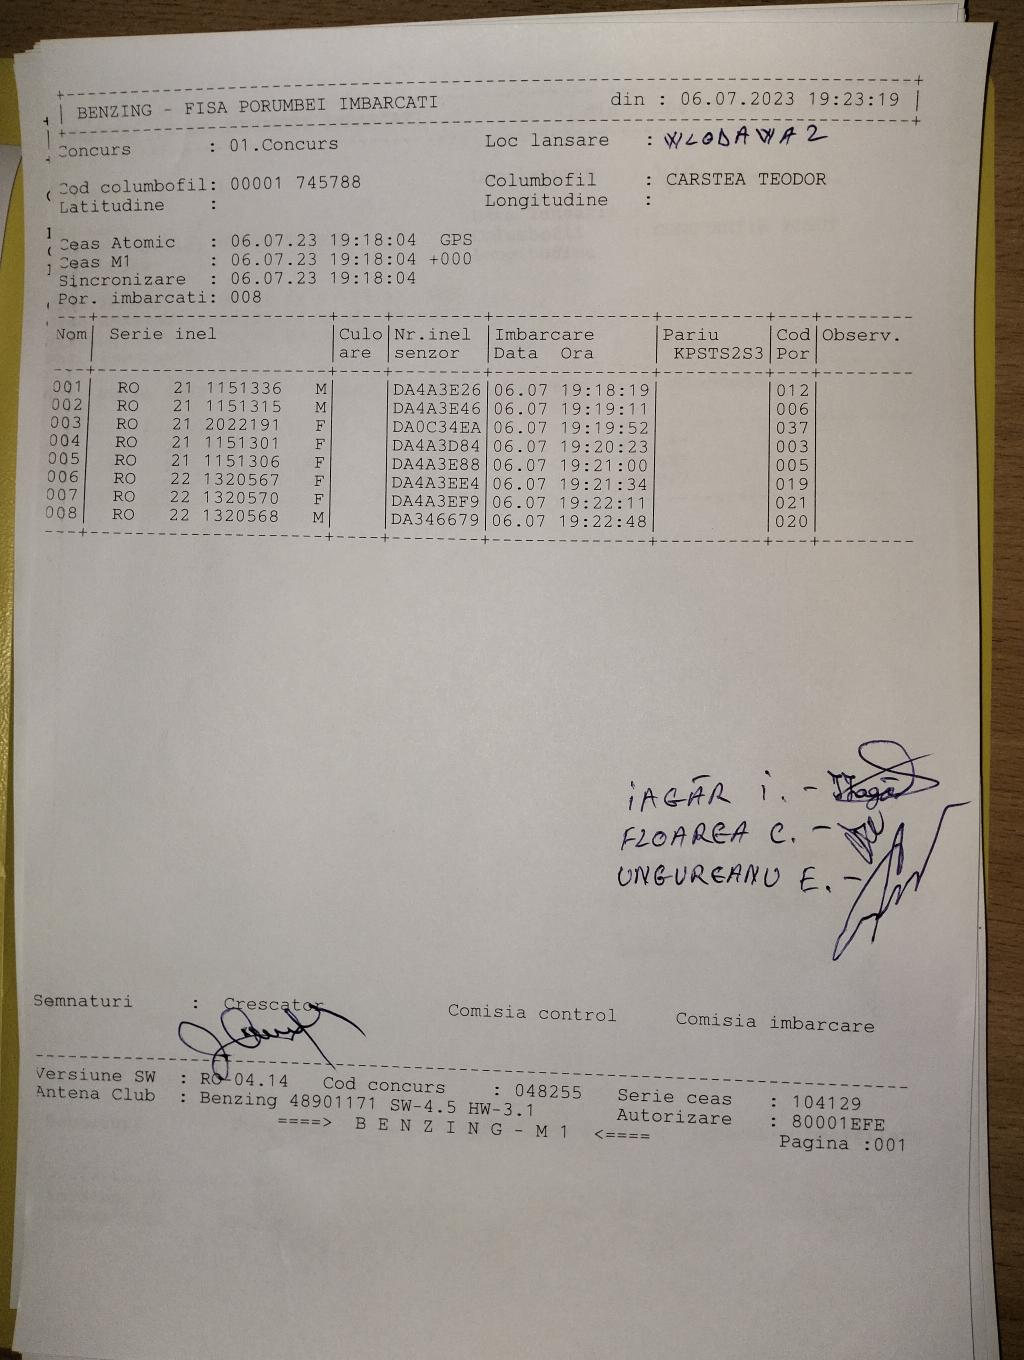 BENZING - FISA PORUMBEI IMBARCATI din : 06.07.2023 19:23:19
Concurs : 01.Concurs Loc lansare : WLODAWA 2
Cod columbofil: 00001 745788 Columbofil : CARSTEA TEODOR
Latitudine : Longitudine :
Ceas Atomic : 06.07.23 19:18:04 GPS
Ceas M1 : 06.07.23 19:18:04 +000
Sincronizare : 06.07.23 19:18:04
Por. imbarcati: 008
Nom| Serie inel |Culo|Nr.inel |Imbarcare |Pariu |Cod|Observ.
| |are |senzor |Data Ora | KPSTS2S3|Por|
001| RO 21 1151336 M| |DA4A3E26|06.07 19:18:19| |012|
002| RO 21 1151315 M| |DA4A3E46|06.07 19:19:11| |006|
003| RO 21 2022191 F| |DA0C34EA|06.07 19:19:52| |037|
004| RO 21 1151301 F| |DA4A3D84|06.07 19:20:23| |003|
005| RO 21 1151306 F| |DA4A3E88|06.07 19:21:00| |005|
006| RO 22 1320567 F| |DA4A3EE4|06.07 19:21:34| |019|
007| RO 22 1320570 F| |DA4A3EF9|06.07 19:22:11| |021|
008| RO 22 1320568 M| |DA346679|06.07 19:22:48| |020|
IAGĂR I. -
FLOAREA C. -
UNGUREANU E. -
Semnaturi : Crescator Comisia control Comisia imbarcare
Versiune SW : RO-04.14 Cod concurs : 048255 Serie ceas : 104129
Antena Club : Benzing 48901171 SW-4.5 HW-3.1 Autorizare : 80001EFE
====> B E N Z I N G - M 1 <==== Pagina :001